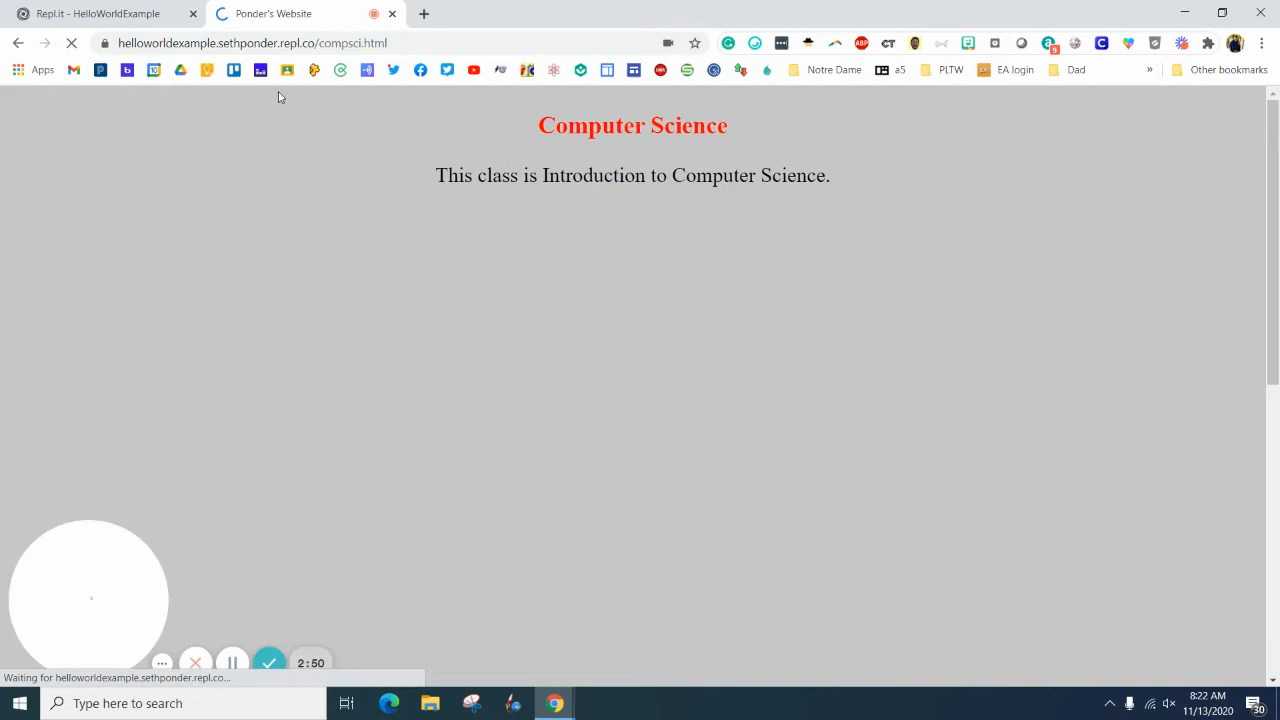 Repl.it - HelloWorldExample
Ponder's Website
helloworldexample.sethponder.repl.co/compsci.html
Apps
Notre Dame
a5
PLTW
EA login
Dad
»
Other bookmarks
Computer Science
This class is Introduction to Computer Science.
2:50
Waiting for helloworldexample.sethponder.repl.co...
Type here to search
8:22 AM
11/13/2020
30